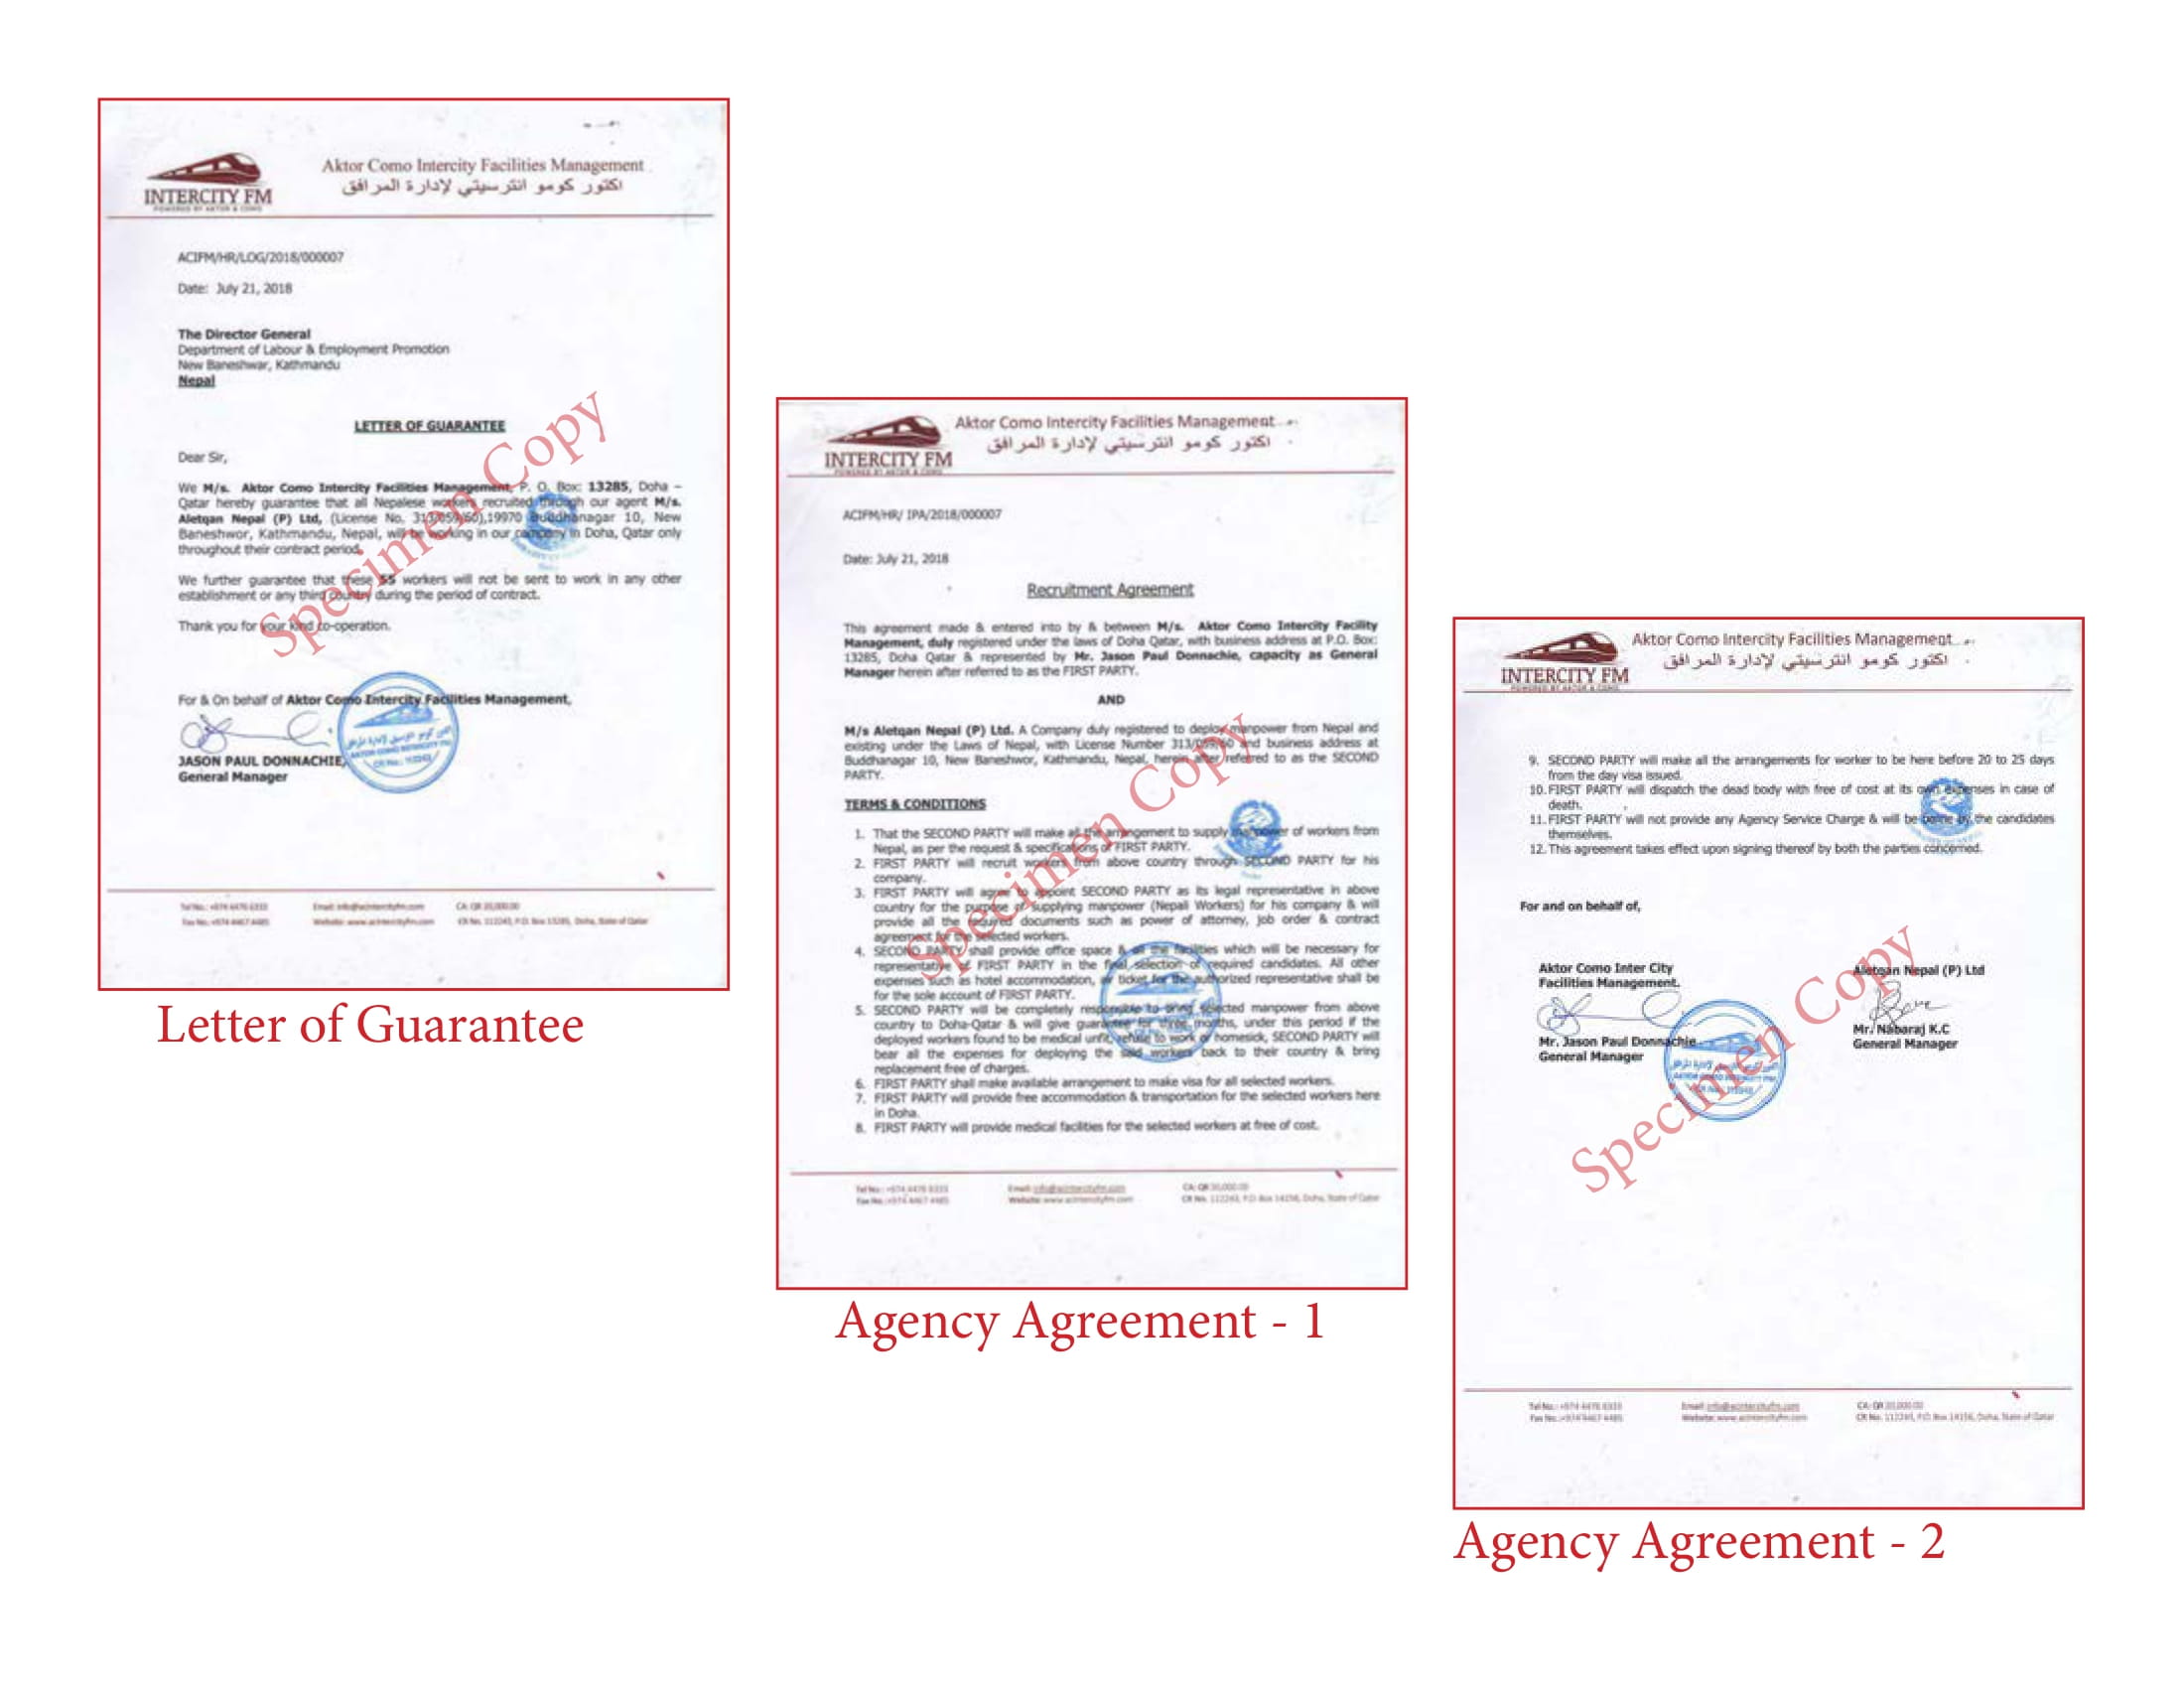 INTERCITY FM
POWERED BY AKTOR & COMO
Aktor Como Intercity Facilities Management
اكتور كومو انترسيتي لإدارة المرافق
ACIFM/HR/LOG/2018/000007
Date: July 21, 2018
The Director General
Department of Labour & Employment Promotion
New Baneshwar, Kathmandu
Nepal
LETTER OF GUARANTEE
Dear Sir,
We M/s. Aktor Como Intercity Facilities Management, P. O. Box: 13285, Doha –
Qatar hereby guarantee that all Nepalese workers recruited through our agent M/s.
Aletqan Nepal (P) Ltd, (License No. 313/059/60),19970 Buddhanagar 10, New
Baneshwor, Kathmandu, Nepal, will be working in our company in Doha, Qatar only
throughout their contract period.
We further guarantee that these 55 workers will not be sent to work in any other
establishment or any third country during the period of contract.
Thank you for your kind co-operation.
For & On behalf of Aktor Como Intercity Facilities Management,
JASON PAUL DONNACHIE,
General Manager
Specimen Copy
Letter of Guarantee
INTERCITY FM
POWERED BY AKTOR & COMO
Aktor Como Intercity Facilities Management
اكتور كومو انترسيتي لإدارة المرافق
ACIFM/HR/ IPA/2018/000007
Date: July 21, 2018
Recruitment Agreement
This agreement made & entered into by & between M/s. Aktor Como Intercity Facility
Management, duly registered under the laws of Doha Qatar, with business address at P.O. Box:
13285, Doha Qatar & represented by Mr. Jason Paul Donnachie, capacity as General
Manager herein after referred to as the FIRST PARTY.
AND
M/s Aletqan Nepal (P) Ltd. A Company duly registered to deploy manpower from Nepal and
existing under the Laws of Nepal, with License Number 313/059/60 and business address at
Buddhanagar 10, New Baneshwor, Kathmandu, Nepal, herein after referred to as the SECOND
PARTY.
TERMS & CONDITIONS
1. That the SECOND PARTY will make all the arrangement to supply manpower of workers from
Nepal, as per the request & specifications of FIRST PARTY.
2. FIRST PARTY will recruit workers from above country through SECOND PARTY for his
company.
3. FIRST PARTY will agree to appoint SECOND PARTY as its legal representative in above
country for the purpose of supplying manpower (Nepali Workers) for his company & will
provide all the required documents such as power of attorney, job order & contract
agreement for the selected workers.
4. SECOND PARTY shall provide office space & all the facilities which will be necessary for
representative of FIRST PARTY in the final selection of required candidates. All other
expenses such as hotel accommodation, air ticket for the authorized representative shall be
for the sole account of FIRST PARTY.
5. SECOND PARTY will be completely responsible to bring selected manpower from above
country to Doha-Qatar & will give guarantee for three months, under this period if the
deployed workers found to be medical unfit, refuse to work or homesick, SECOND PARTY will
bear all the expenses for deploying the said workers back to their country & bring
replacement free of charges.
6. FIRST PARTY shall make available arrangement to make visa for all selected workers.
7. FIRST PARTY will provide free accommodation & transportation for the selected workers here
in Doha.
8. FIRST PARTY will provide medical facilities for the selected workers at free of cost.
Specimen Copy
Agency Agreement - 1
INTERCITY FM
POWERED BY AKTOR & COMO
Aktor Como Intercity Facilities Management
اكتور كومو انترسيتي لإدارة المرافق
9. SECOND PARTY will make all the arrangements for worker to be here before 20 to 25 days
from the day visa issued.
10. FIRST PARTY will dispatch the dead body with free of cost at its own expenses in case of
death.
11. FIRST PARTY will not provide any Agency Service Charge & will be borne by the candidates
themselves.
12. This agreement takes effect upon signing thereof by both the parties concerned.
For and on behalf of,
Aktor Como Inter City
Facilities Management.
Mr. Jason Paul Donnachie
General Manager
Aletqan Nepal (P) Ltd
Mr. Nabaraj K.C
General Manager
Specimen Copy
Agency Agreement - 2